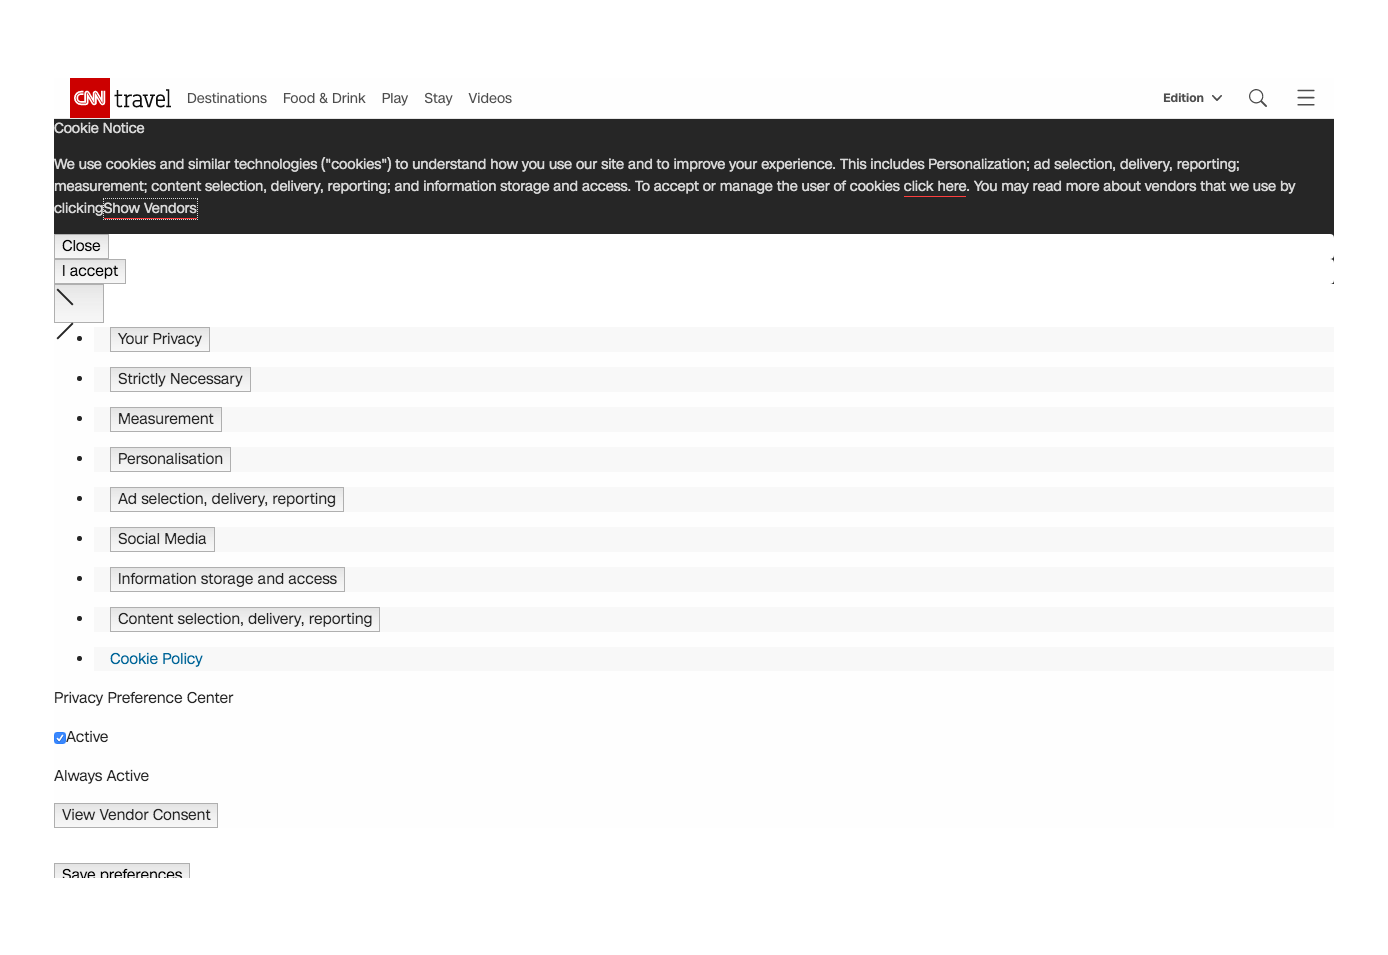 CNN travel Destinations Food & Drink Play Stay Videos Edition
Cookie Notice
We use cookies and similar technologies ("cookies") to understand how you use our site and to improve your experience. This includes Personalization; ad selection, delivery, reporting;
measurement; content selection, delivery, reporting; and information storage and access. To accept or manage the user of cookies click here. You may read more about vendors that we use by
clickingShow Vendors
Close
I accept
Your Privacy
Strictly Necessary
Measurement
Personalisation
Ad selection, delivery, reporting
Social Media
Information storage and access
Content selection, delivery, reporting
Cookie Policy
Privacy Preference Center
Active
Always Active
View Vendor Consent
Save preferences